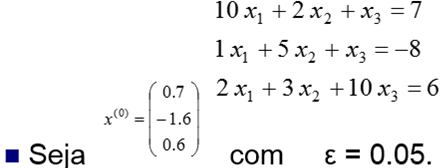 10 x₁ + 2 x₂ + x₃ = 7
1 x₁ + 5 x₂ + x₃ = −8
2 x₁ + 3 x₂ + 10 x₃ = 6
■ Seja x⁽⁰⁾ = ( 0.7 −1.6 0.6 ) com ε = 0.05.